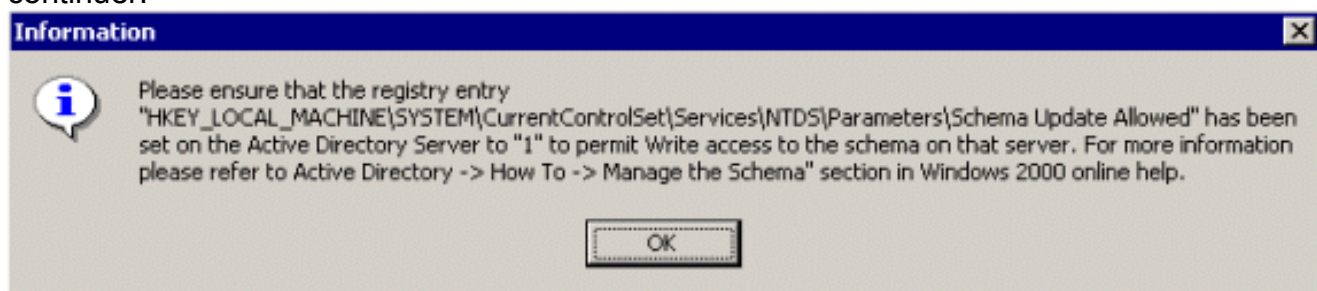 continuer.
Information
Please ensure that the registry entry
"HKEY_LOCAL_MACHINE\SYSTEM\CurrentControlSet\Services\NTDS\Parameters\Schema Update Allowed" has been
set on the Active Directory Server to "1" to permit Write access to the schema on that server. For more information
please refer to Active Directory -> How To -> Manage the Schema" section in Windows 2000 online help.
OK